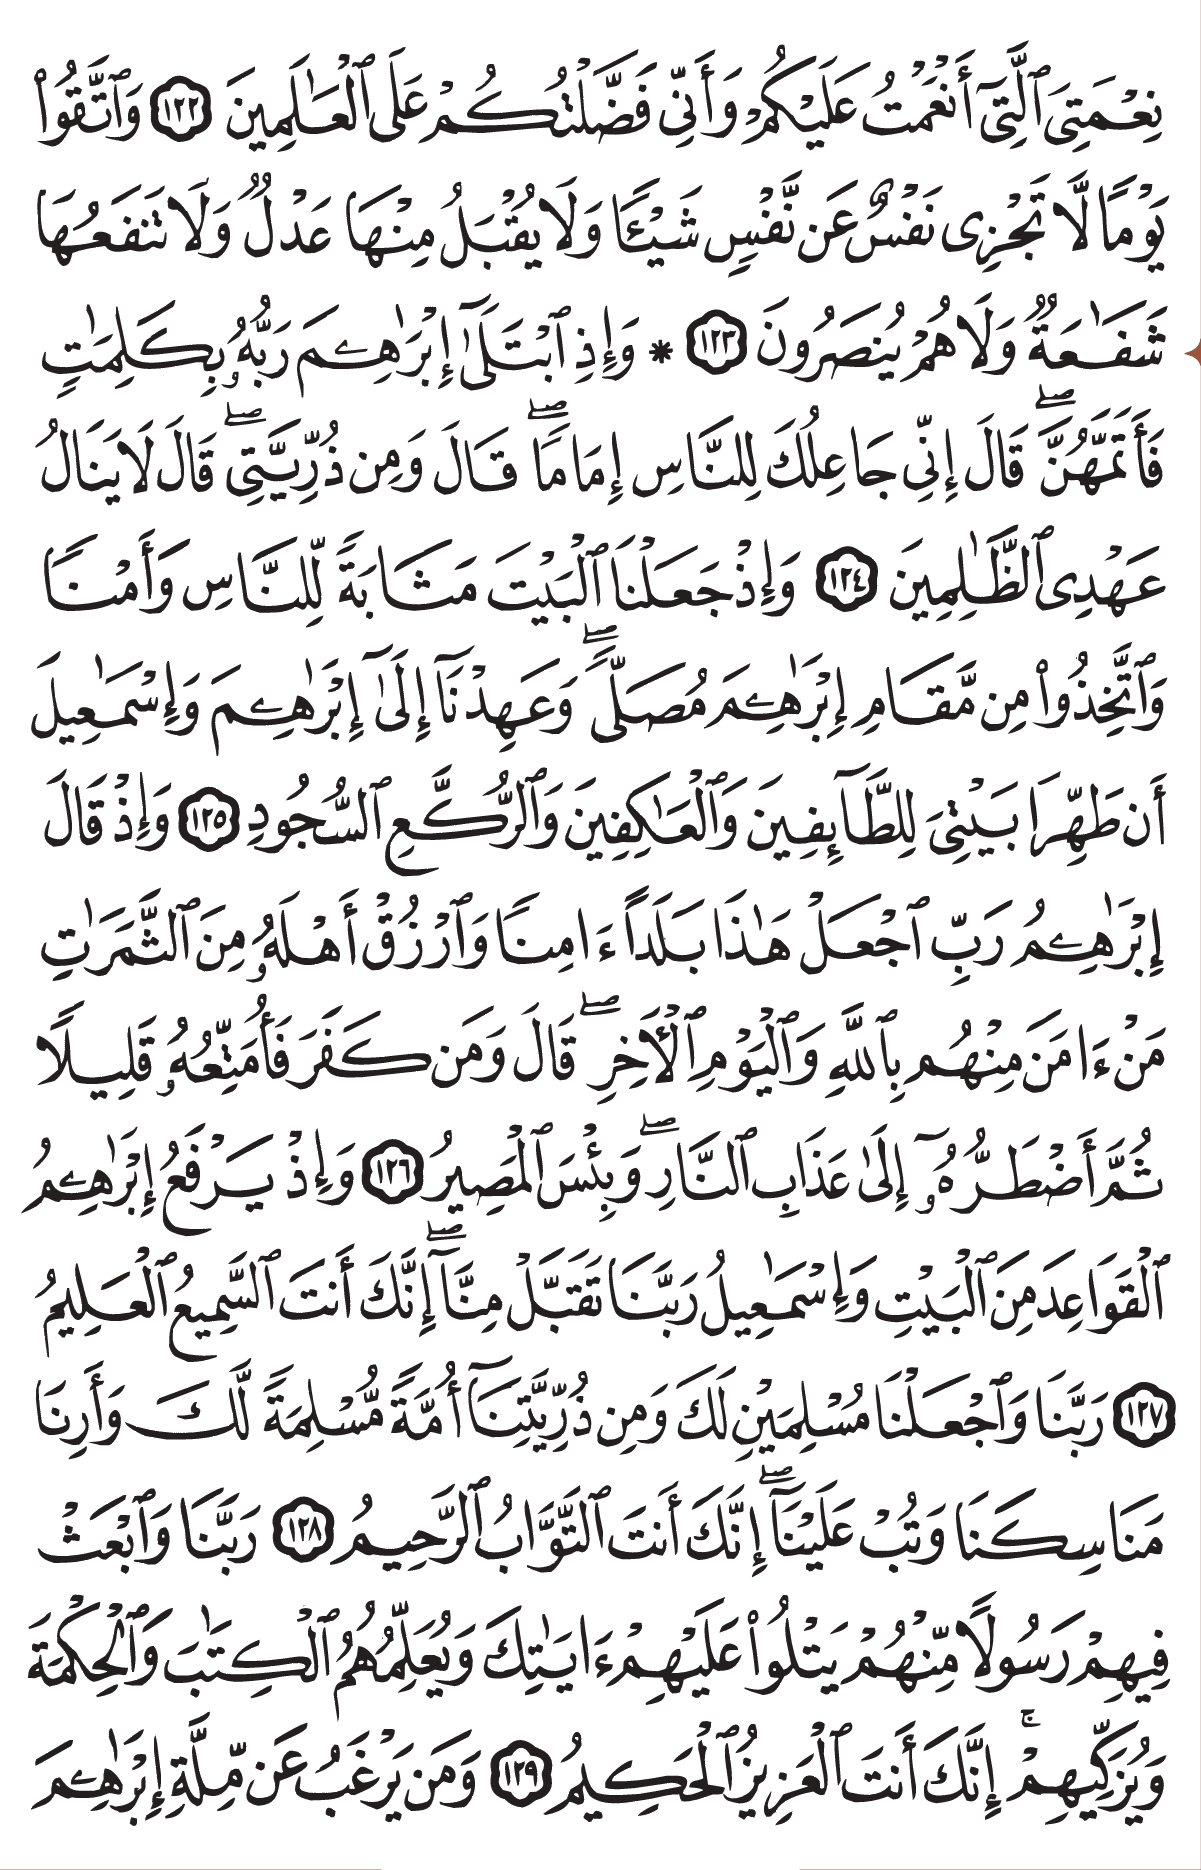 نِعْمَتِىَ ٱلَّتِىٓ أَنْعَمْتُ عَلَيْكُمْ وَأَنِّى فَضَّلْتُكُمْ عَلَى ٱلْعَـٰلَمِينَ ١٢٢ وَٱتَّقُوا۟
يَوْمًا لَّا تَجْزِى نَفْسٌ عَن نَّفْسٍ شَيْـًٔا وَلَا يُقْبَلُ مِنْهَا عَدْلٌ وَلَا تَنفَعُهَا
شَفَـٰعَةٌ وَلَا هُمْ يُنصَرُونَ ١٢٣ * وَإِذِ ٱبْتَلَىٰٓ إِبْرَٰهِـۧمَ رَبُّهُۥ بِكَلِمَـٰتٍ
فَأَتَمَّهُنَّ ۖ قَالَ إِنِّى جَاعِلُكَ لِلنَّاسِ إِمَامًا ۖ قَالَ وَمِن ذُرِّيَّتِى ۖ قَالَ لَا يَنَالُ
عَهْدِى ٱلظَّـٰلِمِينَ ١٢٤ وَإِذْ جَعَلْنَا ٱلْبَيْتَ مَثَابَةً لِّلنَّاسِ وَأَمْنًا
وَٱتَّخِذُوا۟ مِن مَّقَامِ إِبْرَٰهِـۧمَ مُصَلًّى ۖ وَعَهِدْنَآ إِلَىٰٓ إِبْرَٰهِـۧمَ وَإِسْمَـٰعِيلَ
أَن طَهِّرَا بَيْتِىَ لِلطَّآئِفِينَ وَٱلْعَـٰكِفِينَ وَٱلرُّكَّعِ ٱلسُّجُودِ ١٢٥ وَإِذْ قَالَ
إِبْرَٰهِـۧمُ رَبِّ ٱجْعَلْ هَـٰذَا بَلَدًا ءَامِنًا وَٱرْزُقْ أَهْلَهُۥ مِنَ ٱلثَّمَرَٰتِ
مَنْ ءَامَنَ مِنْهُم بِٱللَّهِ وَٱلْيَوْمِ ٱلْـَٔاخِرِ ۖ قَالَ وَمَن كَفَرَ فَأُمَتِّعُهُۥ قَلِيلًا
ثُمَّ أَضْطَرُّهُۥٓ إِلَىٰ عَذَابِ ٱلنَّارِ ۖ وَبِئْسَ ٱلْمَصِيرُ ١٢٦ وَإِذْ يَرْفَعُ إِبْرَٰهِـۧمُ
ٱلْقَوَاعِدَ مِنَ ٱلْبَيْتِ وَإِسْمَـٰعِيلُ رَبَّنَا تَقَبَّلْ مِنَّآ ۖ إِنَّكَ أَنتَ ٱلسَّمِيعُ ٱلْعَلِيمُ
١٢٧ رَبَّنَا وَٱجْعَلْنَا مُسْلِمَيْنِ لَكَ وَمِن ذُرِّيَّتِنَآ أُمَّةً مُّسْلِمَةً لَّكَ وَأَرِنَا
مَنَاسِكَنَا وَتُبْ عَلَيْنَآ ۖ إِنَّكَ أَنتَ ٱلتَّوَّابُ ٱلرَّحِيمُ ١٢٨ رَبَّنَا وَٱبْعَثْ
فِيهِمْ رَسُولًا مِّنْهُمْ يَتْلُوا۟ عَلَيْهِمْ ءَايَـٰتِكَ وَيُعَلِّمُهُمُ ٱلْكِتَـٰبَ وَٱلْحِكْمَةَ
وَيُزَكِّيهِمْ ۚ إِنَّكَ أَنتَ ٱلْعَزِيزُ ٱلْحَكِيمُ ١٢٩ وَمَن يَرْغَبُ عَن مِّلَّةِ إِبْرَٰهِـۧمَ